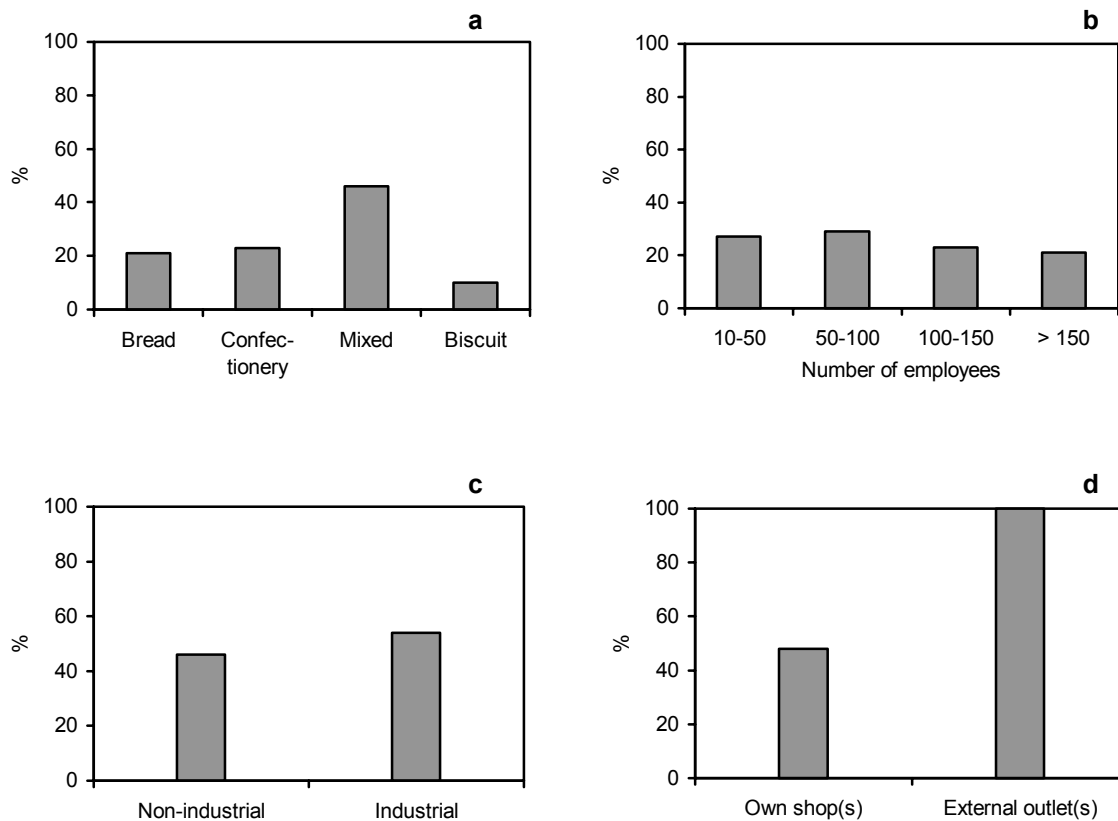 a
100
80
60
40
20
0
%
Bread
Confec-
tionery
Mixed
Biscuit
b
100
80
60
40
20
0
%
10-50
50-100
100-150
> 150
Number of employees
c
100
80
60
40
20
0
%
Non-industrial
Industrial
d
100
80
60
40
20
0
%
Own shop(s)
External outlet(s)